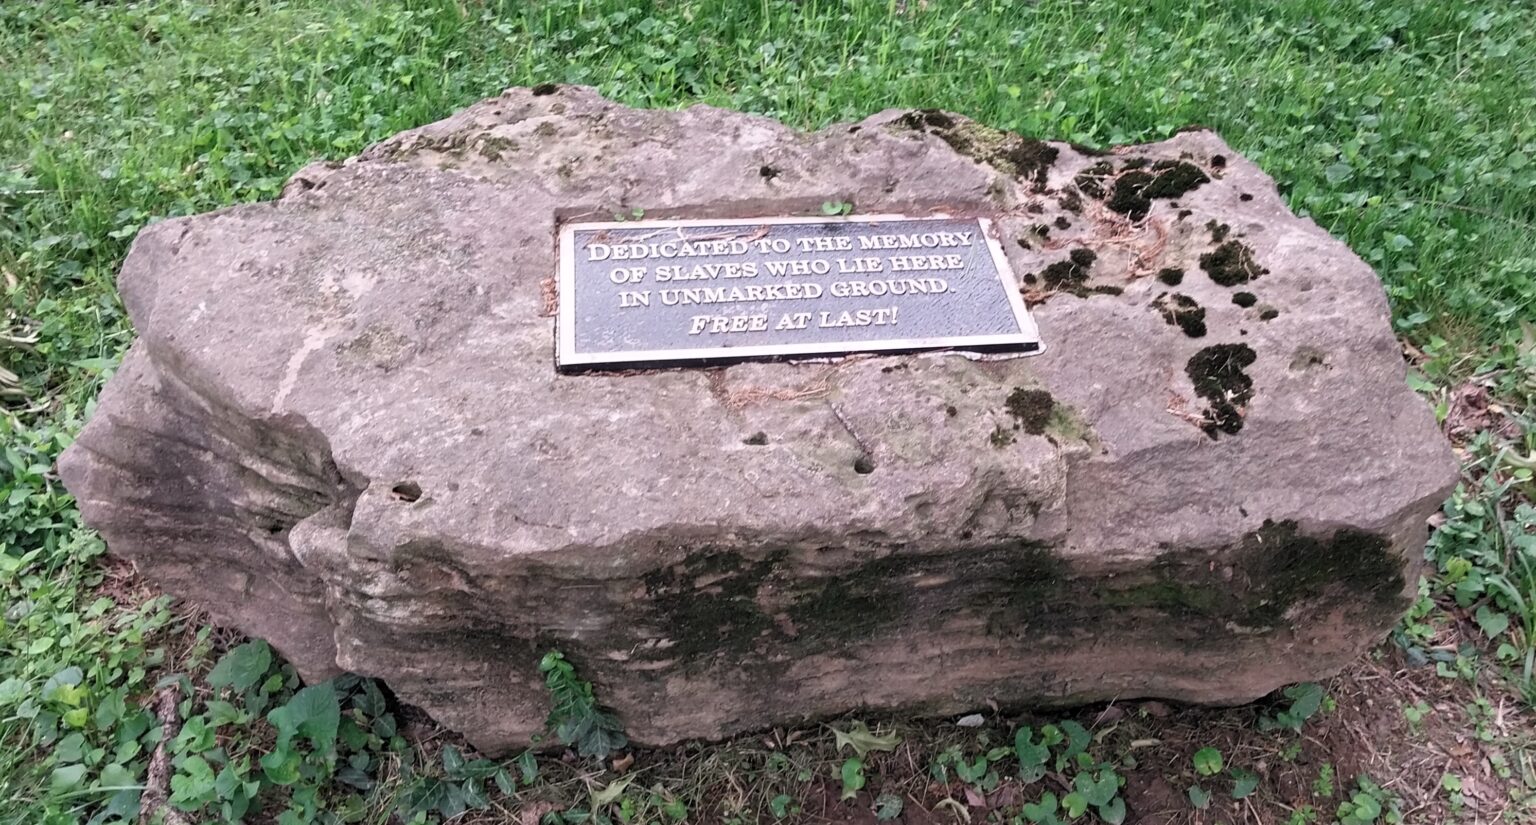 DEDICATED TO THE MEMORY
OF SLAVES WHO LIE HERE
IN UNMARKED GROUND.
FREE AT LAST!